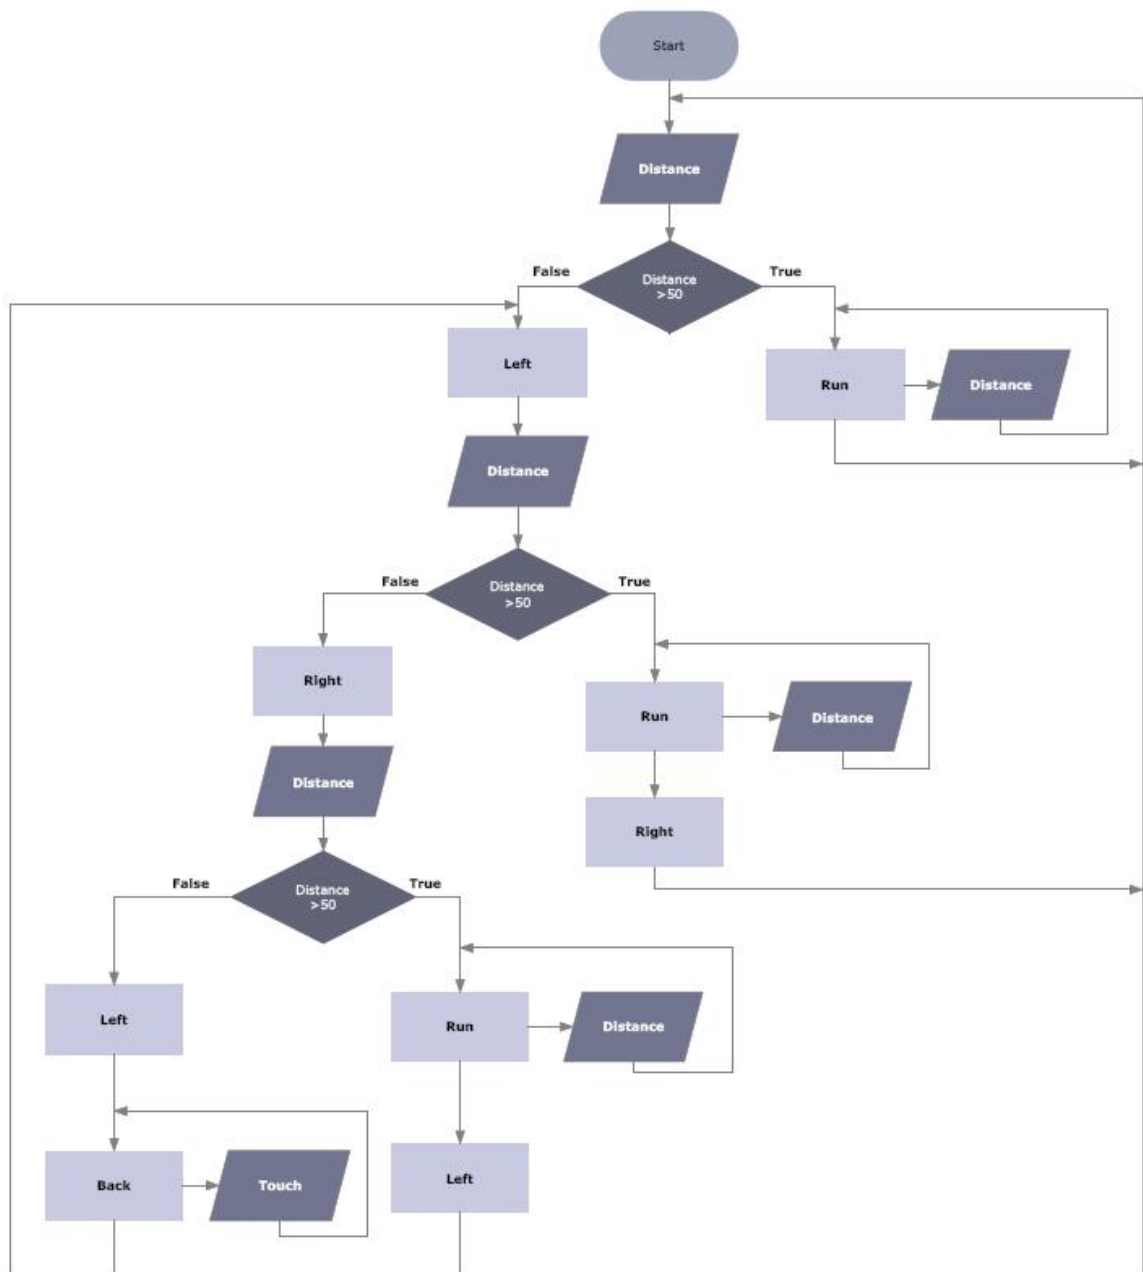 Start
Distance
False
True
Distance
>50
Left
Run
Distance
Distance
False
True
Distance
>50
Right
Run
Distance
Distance
Right
False
True
Distance
>50
Left
Run
Distance
Back
Touch
Left